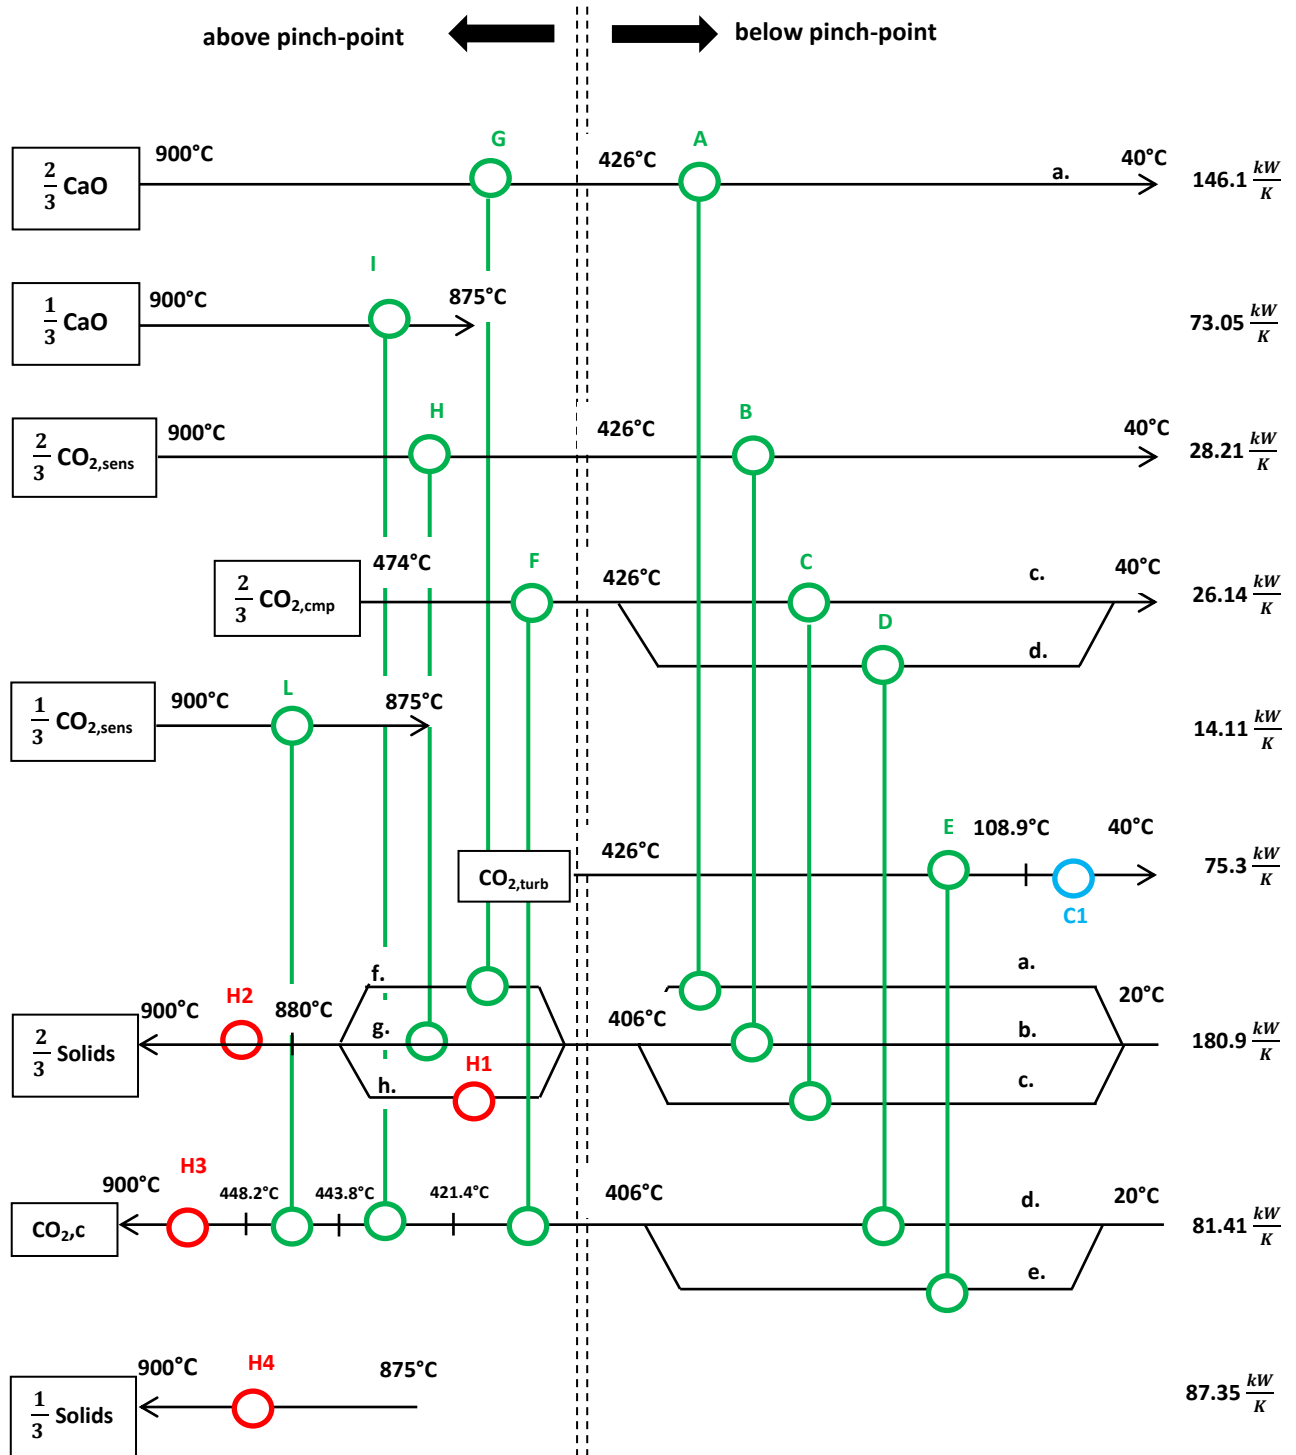 above pinch-point
below pinch-point
G
A
900°C
426°C
40°C
2/3 CaO
a.
146.1 kW/K
I
900°C
875°C
1/3 CaO
73.05 kW/K
H
B
900°C
426°C
40°C
2/3 CO2,sens
28.21 kW/K
474°C
F
426°C
C
c.
40°C
2/3 CO2,cmp
26.14 kW/K
D
d.
900°C
L
875°C
1/3 CO2,sens
14.11 kW/K
426°C
E
108.9°C
40°C
CO2,turb
75.3 kW/K
C1
f.
a.
900°C
H2
880°C
406°C
20°C
2/3 Solids
g.
b.
180.9 kW/K
h.
H1
c.
900°C
H3
448.2°C
443.8°C
421.4°C
406°C
d.
20°C
CO2,c
81.41 kW/K
e.
900°C
H4
875°C
1/3 Solids
87.35 kW/K